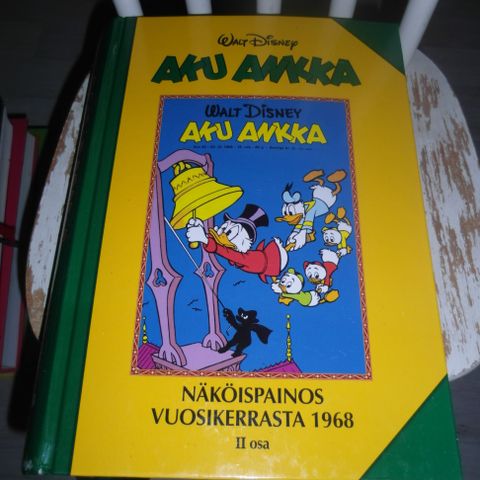 WALT DISNEY
AKU ANKKA
WALT DISNEY
AKU ANKKA
NÄKÖISPAINOS
VUOSIKERRASTA 1968
II osa